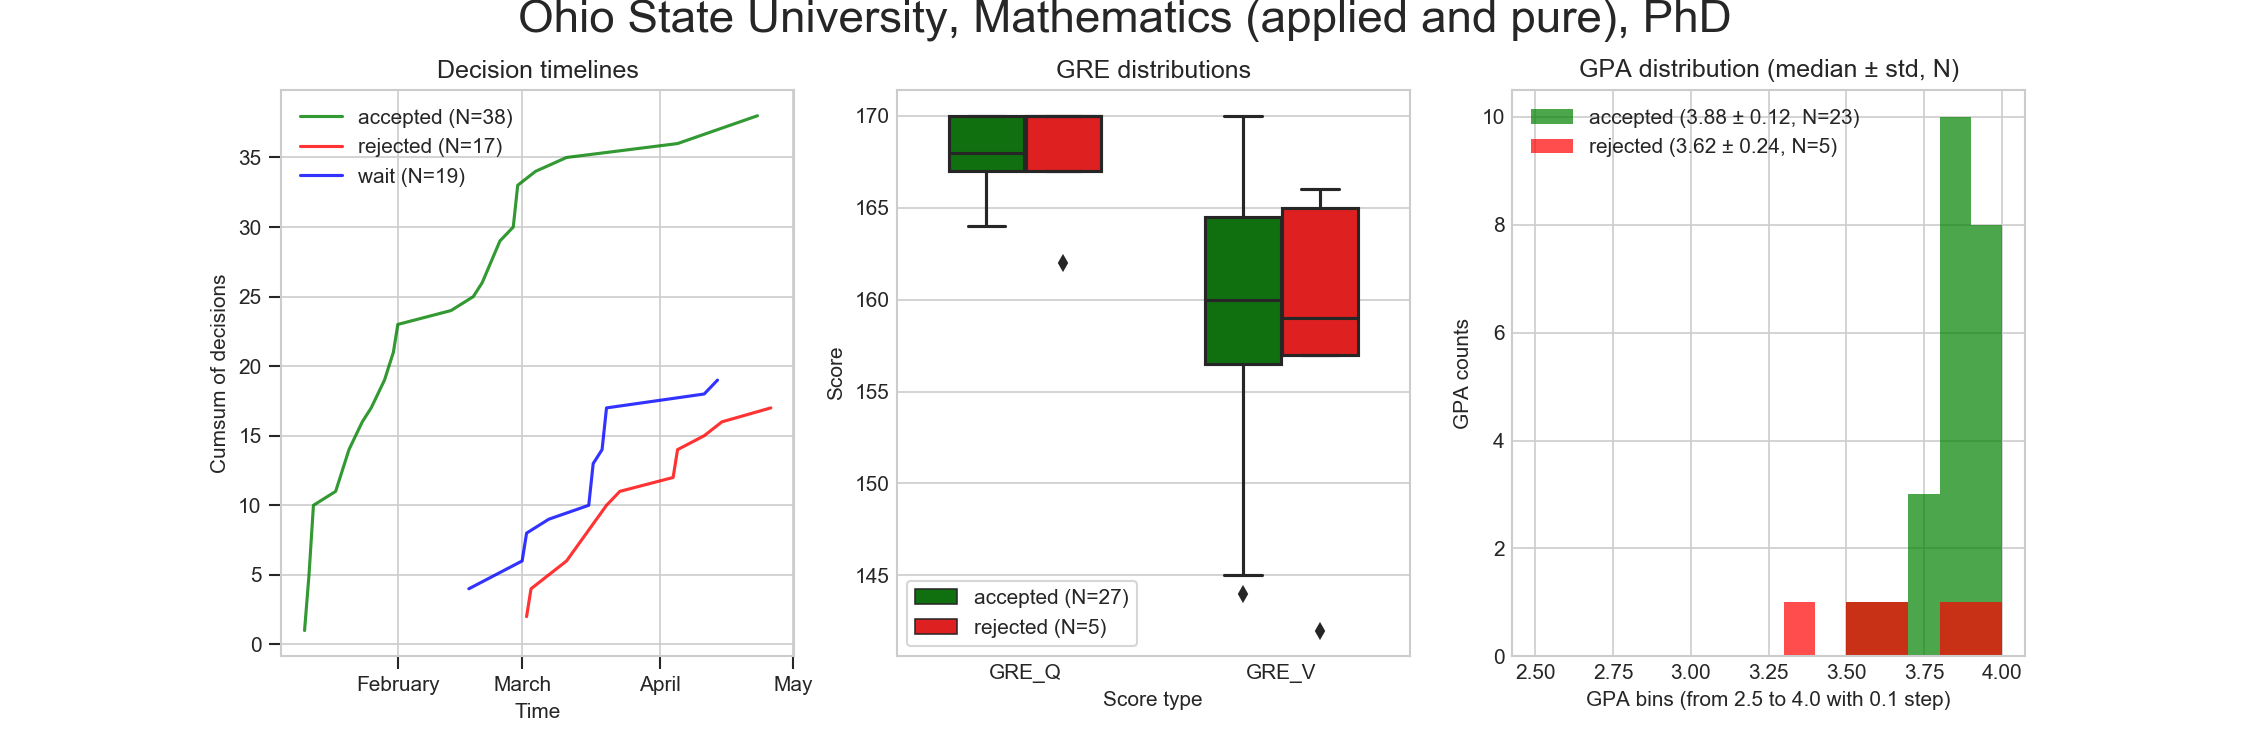 Ohio State University, Mathematics (applied and pure), PhD
Decision timelines
accepted (N=38)
rejected (N=17)
wait (N=19)
35
30
25
20
15
10
5
0
Cumsum of decisions
February March April May
Time
GRE distributions
170
165
160
155
150
145
Score
accepted (N=27)
rejected (N=5)
GRE_Q GRE_V
Score type
GPA distribution (median ± std, N)
accepted (3.88 ± 0.12, N=23)
rejected (3.62 ± 0.24, N=5)
10
8
6
4
2
0
GPA counts
2.50 2.75 3.00 3.25 3.50 3.75 4.00
GPA bins (from 2.5 to 4.0 with 0.1 step)